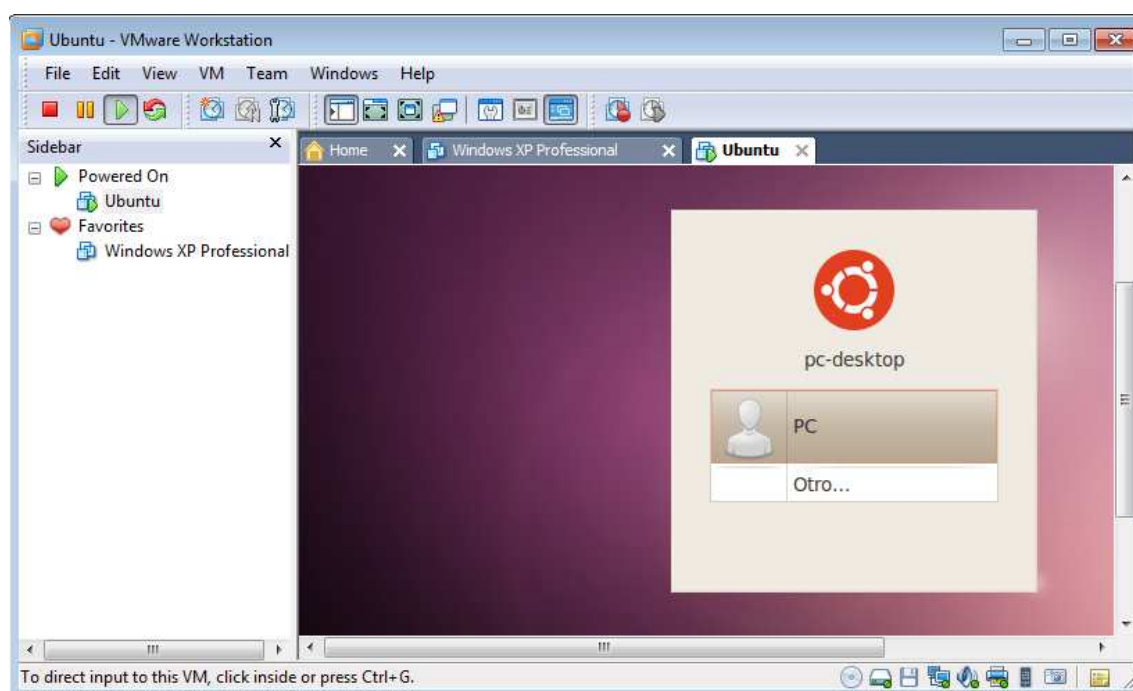 Ubuntu - VMware Workstation
File Edit View VM Team Windows Help
Sidebar
Home Windows XP Professional Ubuntu
Powered On
Ubuntu
Favorites
Windows XP Professional
pc-desktop
PC
Otro...
To direct input to this VM, click inside or press Ctrl+G.